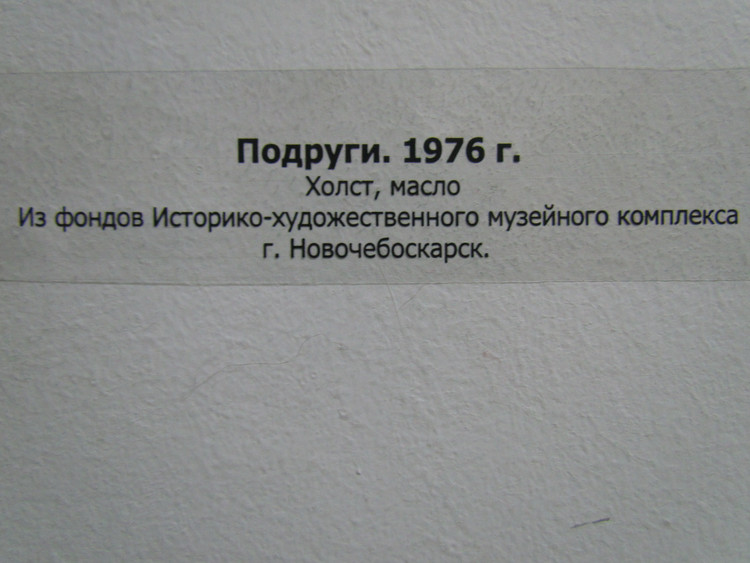 Подруги. 1976 г.
Холст, масло
Из фондов Историко-художественного музейного комплекса
г. Новочебоскарск.